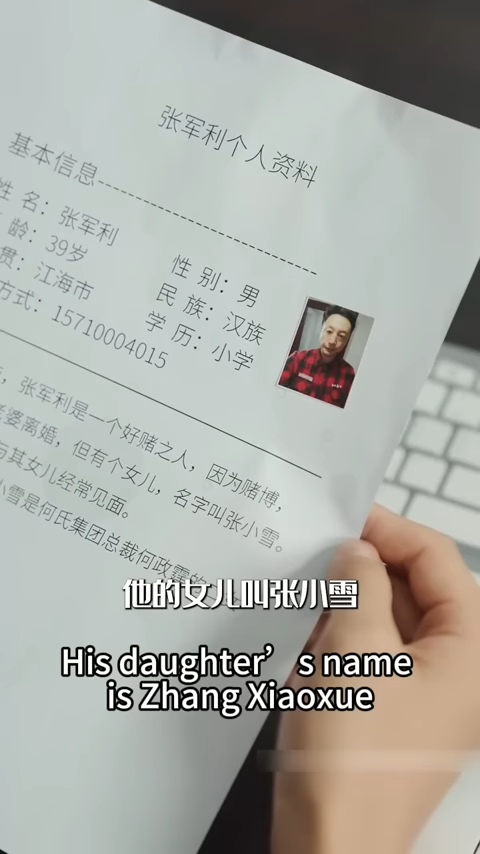 张军利个人资料
基本信息
姓 名：张军利
性 别：男
龄：39岁
民 族：汉族
贯：江海市
学 历：小学
方式：15710004015
，张军利是一个好赌之人，因为赌博，
老婆离婚，但有个女儿，名字叫张小雪。
与其女儿经常见面。
小雪是何氏集团总裁何政霆的
他的女儿叫张小雪
His daughter's name
is Zhang Xiaoxue